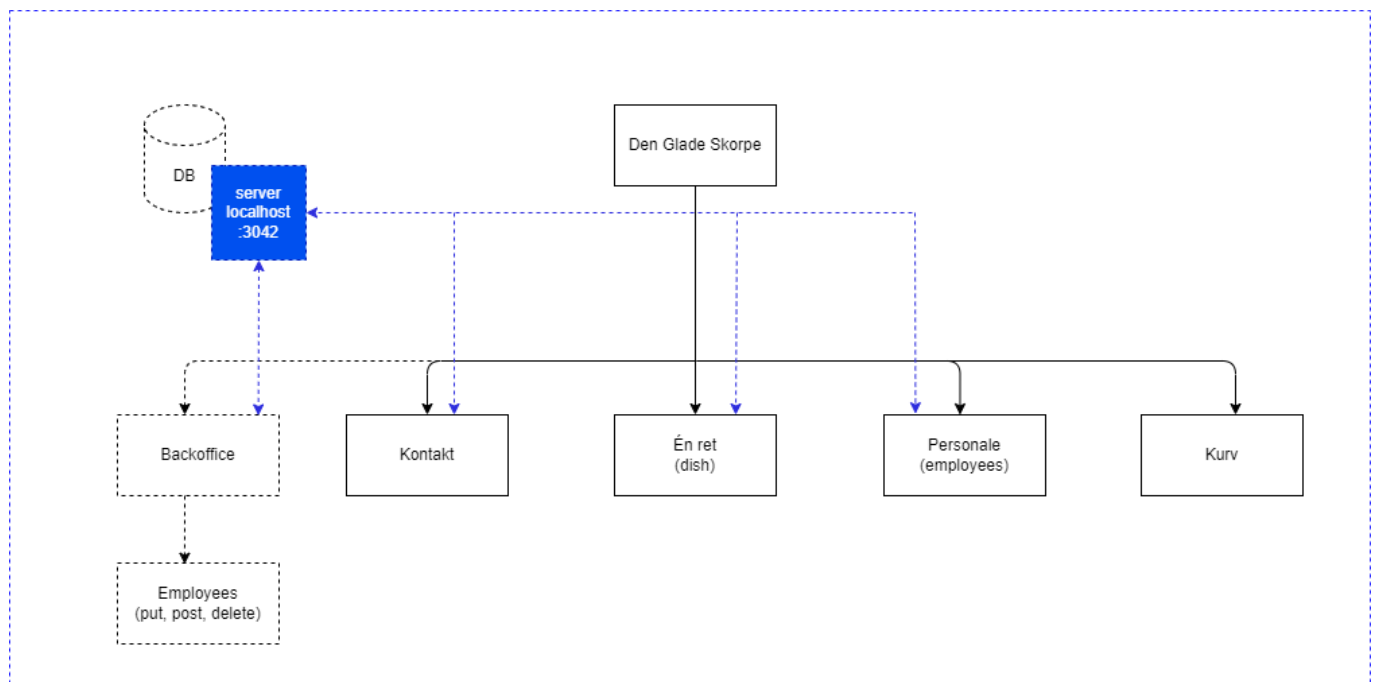 Den Glade Skorpe
DB
server
localhost
:3042
Backoffice
Kontakt
Én ret
(dish)
Personale
(employees)
Kurv
Employees
(put, post, delete)